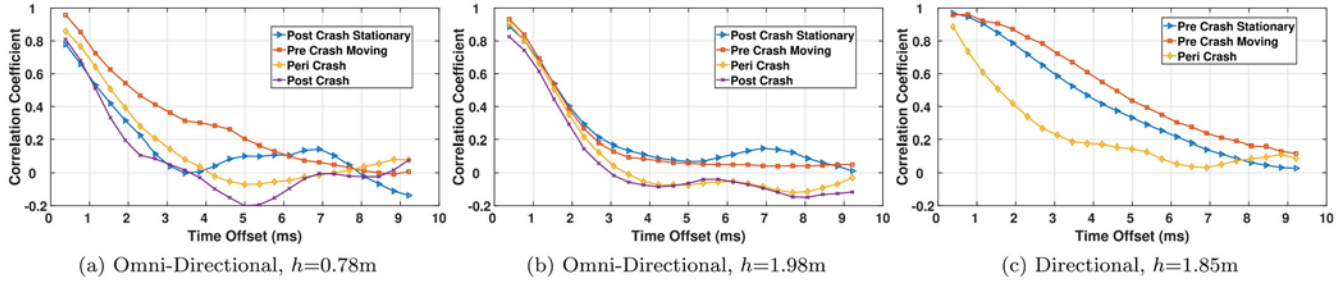 Correlation Coefficient
1
0.8
0.6
0.4
0.2
0
-0.2
0 1 2 3 4 5 6 7 8 9 10
Time Offset (ms)
Post Crash Stationary
Pre Crash Moving
Peri Crash
Post Crash
(a) Omni-Directional, h=0.78m
Correlation Coefficient
1
0.8
0.6
0.4
0.2
0
-0.2
0 1 2 3 4 5 6 7 8 9 10
Time Offset (ms)
Post Crash Stationary
Pre Crash Moving
Peri Crash
Post Crash
(b) Omni-Directional, h=1.98m
Correlation Coefficient
1
0.8
0.6
0.4
0.2
0
-0.2
0 1 2 3 4 5 6 7 8 9 10
Time Offset (ms)
Post Crash Stationary
Pre Crash Moving
Peri Crash
(c) Directional, h=1.85m